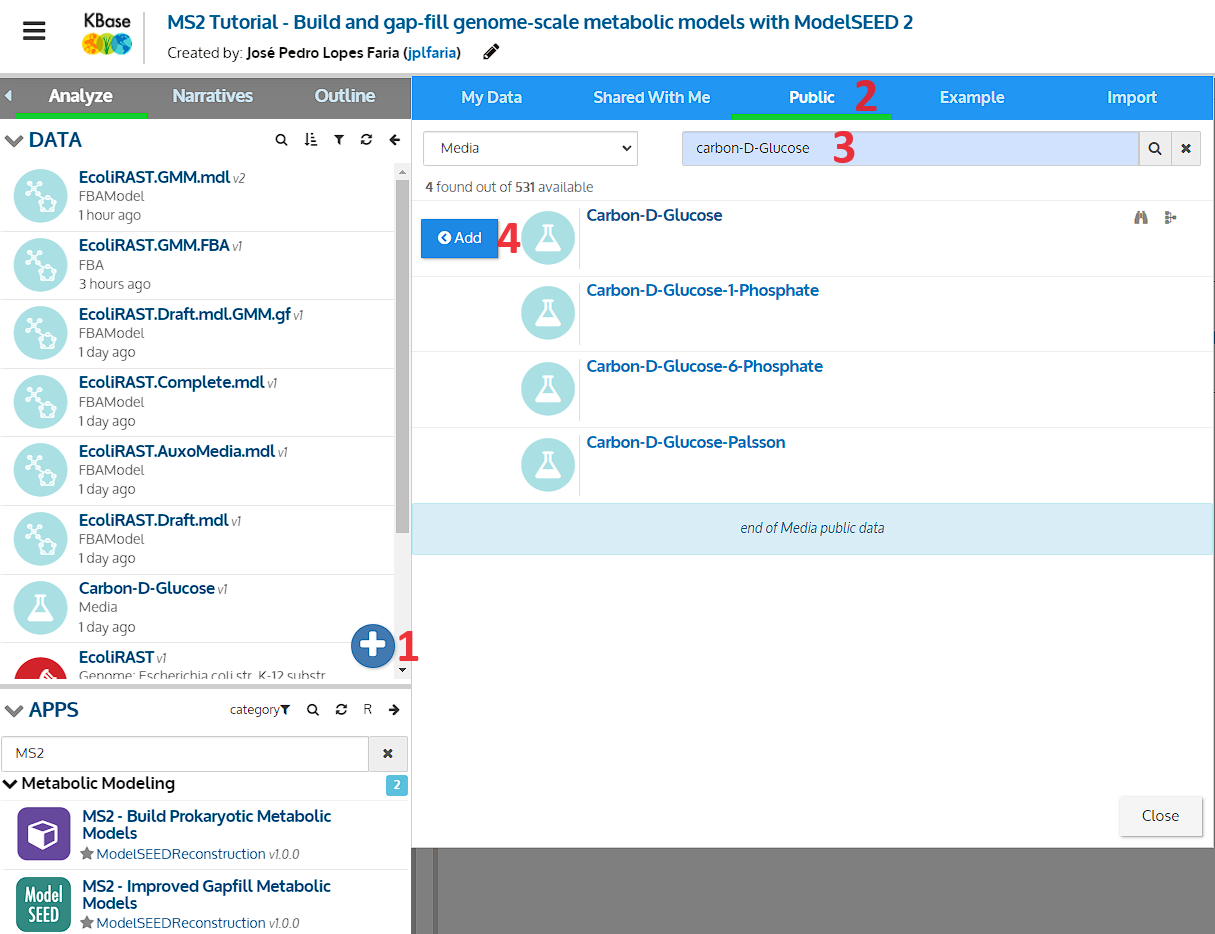 KBase
MS2 Tutorial - Build and gap-fill genome-scale metabolic models with ModelSEED 2
Created by: José Pedro Lopes Faria (jplfaria)
Analyze Narratives Outline
DATA
EcoliRAST.GMM.mdl v2
FBAModel
1 hour ago
EcoliRAST.GMM.FBA v1
FBA
3 hours ago
EcoliRAST.Draft.mdl.GMM.gf v1
FBAModel
1 day ago
EcoliRAST.Complete.mdl v1
FBAModel
1 day ago
EcoliRAST.AuxoMedia.mdl v1
FBAModel
1 day ago
EcoliRAST.Draft.mdl v1
FBAModel
1 day ago
Carbon-D-Glucose v1
Media
1 day ago
1
EcoliRAST v1
Genome: Escherichia coli str. K-12 substr.
APPS
category R
MS2
Metabolic Modeling 2
MS2 - Build Prokaryotic Metabolic
Models
ModelSEEDReconstruction v1.0.0
Model
SEED
MS2 - Improved Gapfill Metabolic
Models
ModelSEEDReconstruction v1.0.0
My Data Shared With Me Public 2 Example Import
Media carbon-D-Glucose 3
4 found out of 531 available
Add 4 Carbon-D-Glucose
Carbon-D-Glucose-1-Phosphate
Carbon-D-Glucose-6-Phosphate
Carbon-D-Glucose-Palsson
end of Media public data
Close